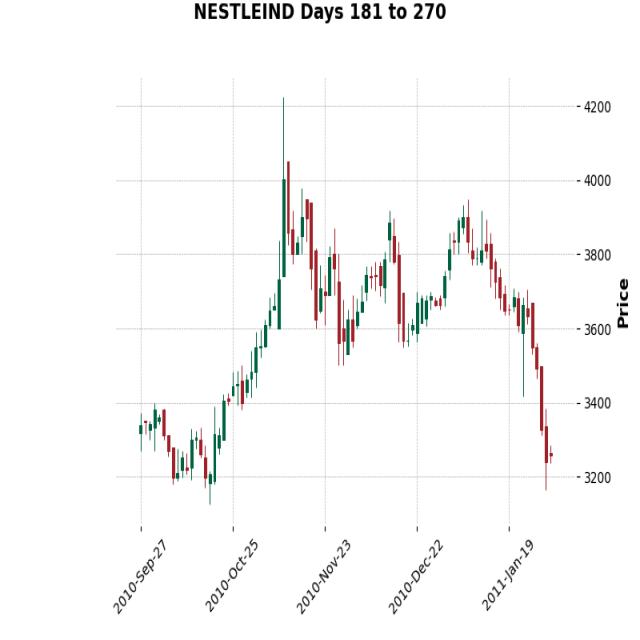 NESTLEIND Days 181 to 270
4200
4000
3800
3600
3400
3200
Price
2010-Sep-27
2010-Oct-25
2010-Nov-23
2010-Dec-22
2011-Jan-19